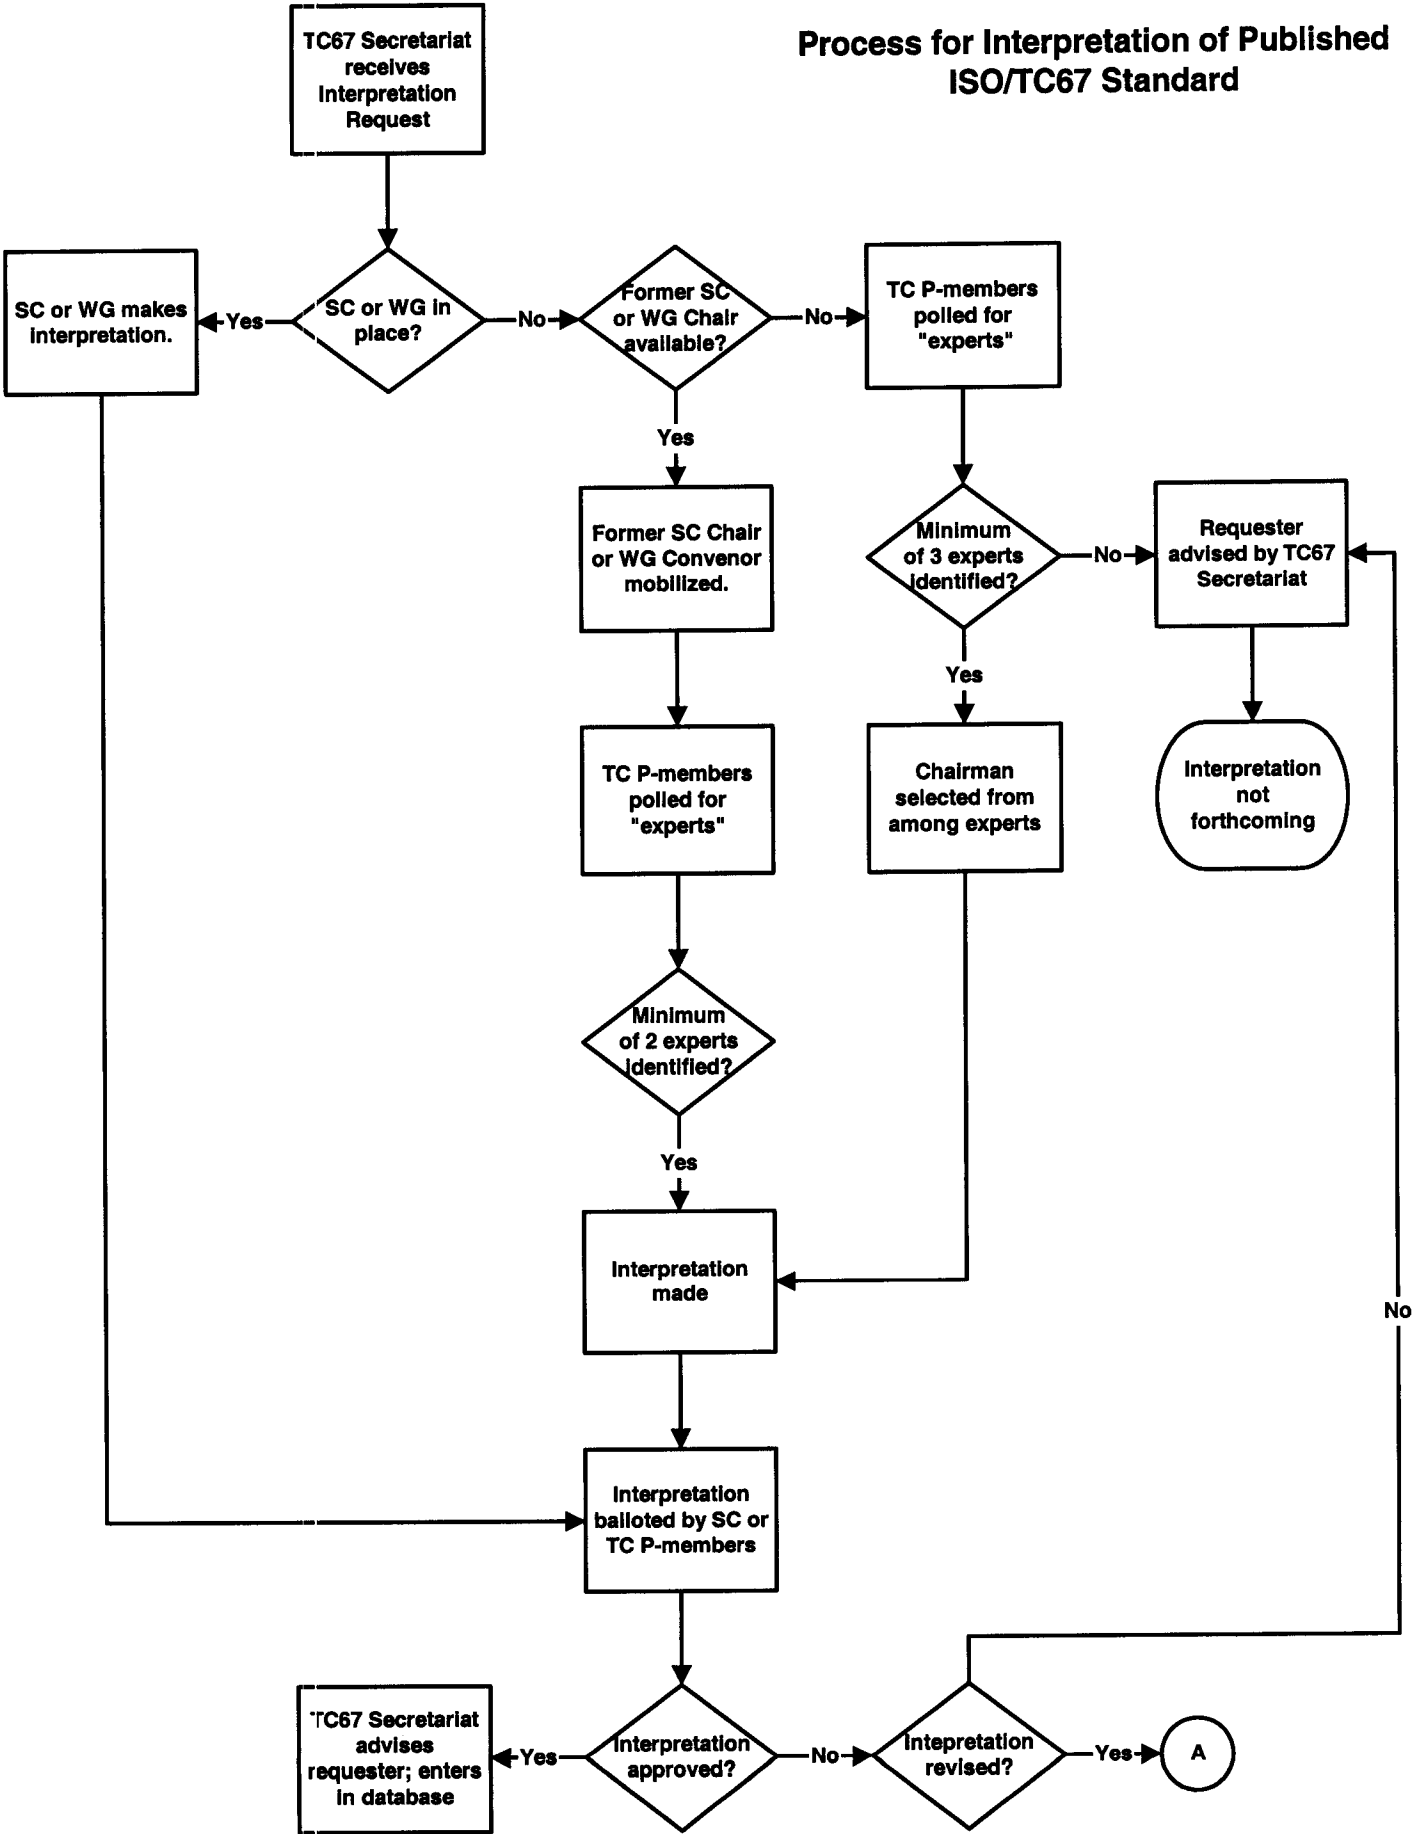 Process for Interpretation of Published
ISO/TC67 Standard
TC67 Secretariat
receives
Interpretation
Request
SC or WG makes
interpretation.
Yes
SC or WG in
place?
No
Former SC
or WG Chair
available?
No
TC P-members
polled for
"experts"
Yes
Former SC Chair
or WG Convenor
mobilized.
Minimum
of 3 experts
identified?
No
Requester
advised by TC67
Secretariat
Yes
TC P-members
polled for
"experts"
Chairman
selected from
among experts
Interpretation
not
forthcoming
Minimum
of 2 experts
identified?
Yes
Interpretation
made
No
Interpretation
balloted by SC or
TC P-members
TC67 Secretariat
advises
requester; enters
in database
Yes
Interpretation
approved?
No
Intepretation
revised?
Yes
A